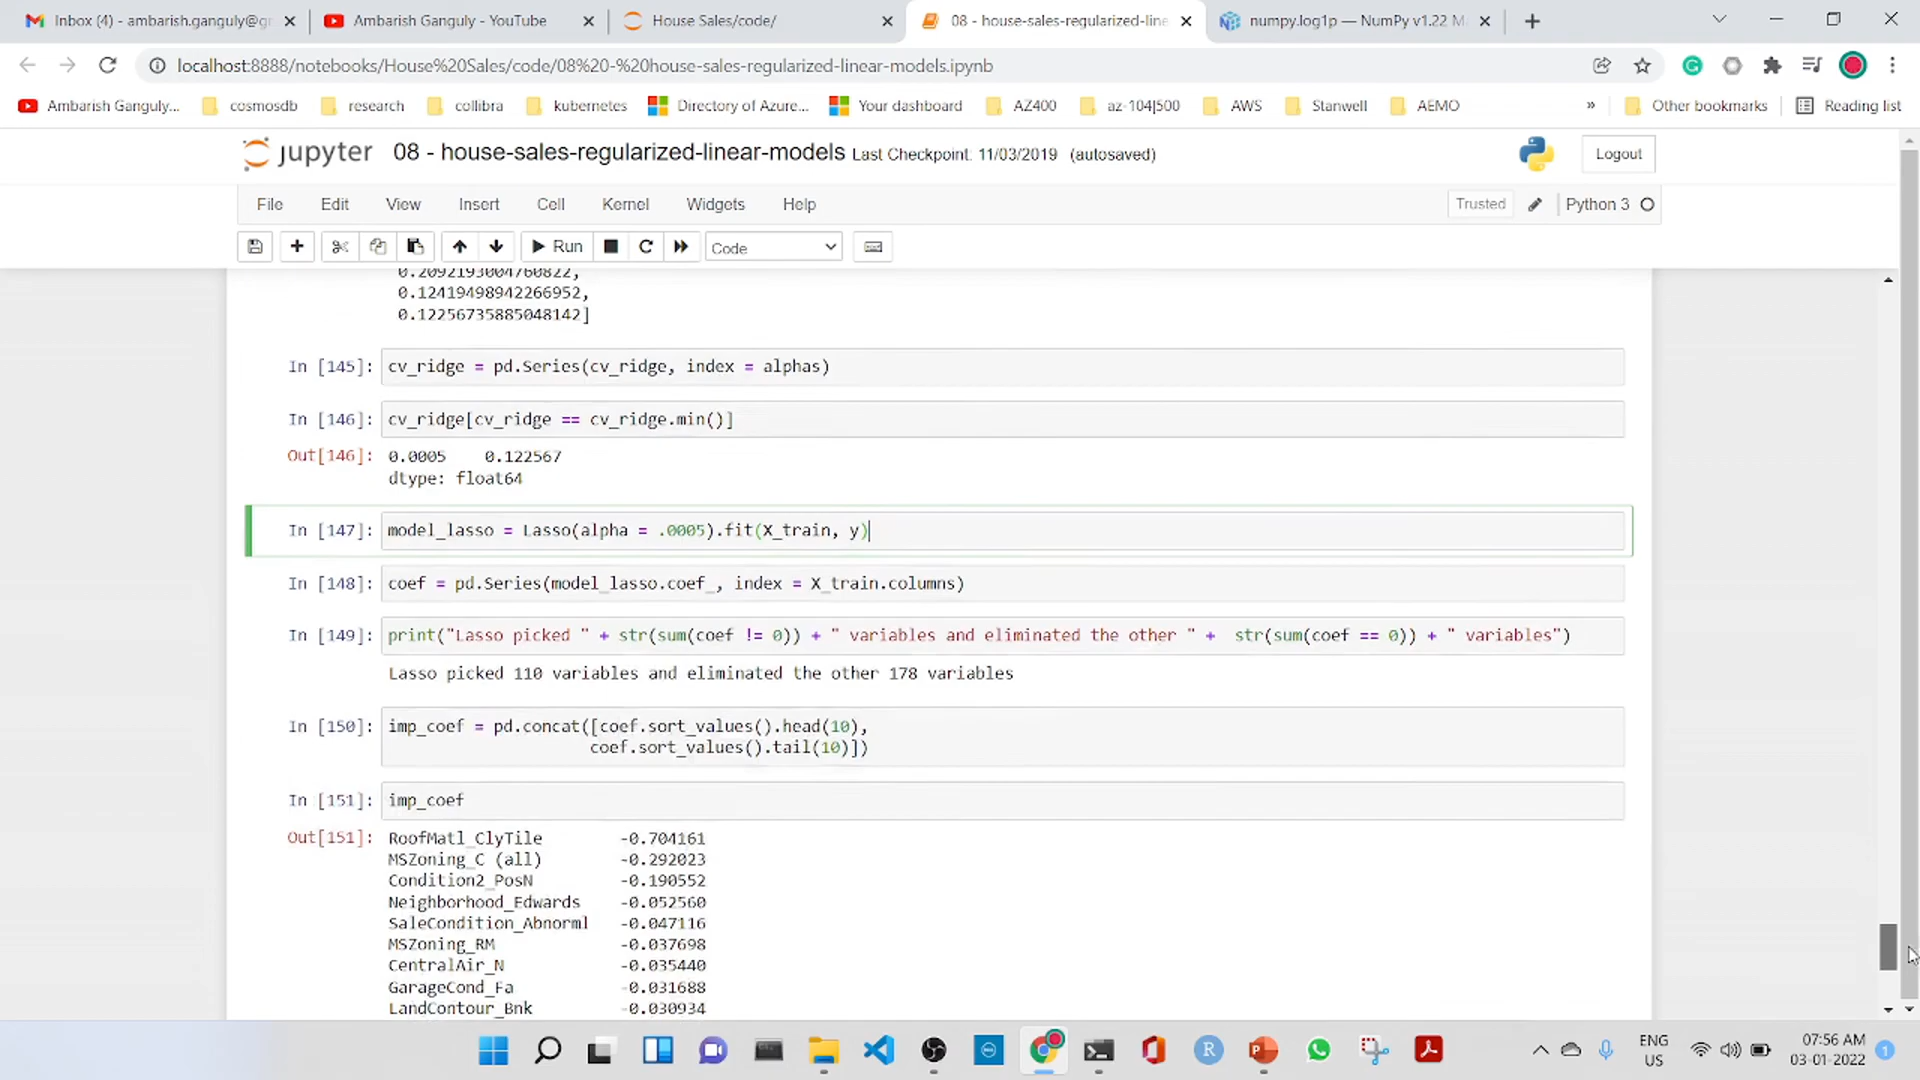 Inbox (4) - ambarish.ganguly@gr
Ambarish Ganguly - YouTube
House Sales/code/
08 - house-sales-regularized-line
numpy.log1p — NumPy v1.22 M
localhost:8888/notebooks/House%20Sales/code/08%20-%20house-sales-regularized-linear-models.ipynb
Ambarish Ganguly...
cosmosdb
research
collibra
kubernetes
Directory of Azure...
Your dashboard
AZ400
az-104|500
AWS
Stanwell
AEMO
»
Other bookmarks
Reading list
jupyter 08 - house-sales-regularized-linear-models Last Checkpoint: 11/03/2019 (autosaved)
Logout
File Edit View Insert Cell Kernel Widgets Help
Trusted
Python 3
Run
Code
0.2092193004760822,
0.12419498942266952,
0.12256735885048142]
In [145]: cv_ridge = pd.Series(cv_ridge, index = alphas)
In [146]: cv_ridge[cv_ridge == cv_ridge.min()]
Out[146]: 0.0005    0.122567
dtype: float64
In [147]: model_lasso = Lasso(alpha = .0005).fit(X_train, y)
In [148]: coef = pd.Series(model_lasso.coef_, index = X_train.columns)
In [149]: print("Lasso picked " + str(sum(coef != 0)) + " variables and eliminated the other " +  str(sum(coef == 0)) + " variables")
Lasso picked 110 variables and eliminated the other 178 variables
In [150]: imp_coef = pd.concat([coef.sort_values().head(10),
coef.sort_values().tail(10)])
In [151]: imp_coef
Out[151]: RoofMatl_ClyTile -0.704161
MSZoning_C (all) -0.292023
Condition2_PosN -0.190552
Neighborhood_Edwards -0.052560
SaleCondition_Abnorml -0.047116
MSZoning_RM -0.037698
CentralAir_N -0.035440
GarageCond_Fa -0.031688
LandContour_Bnk -0.030934
ENG
US
07:56 AM
03-01-2022
1